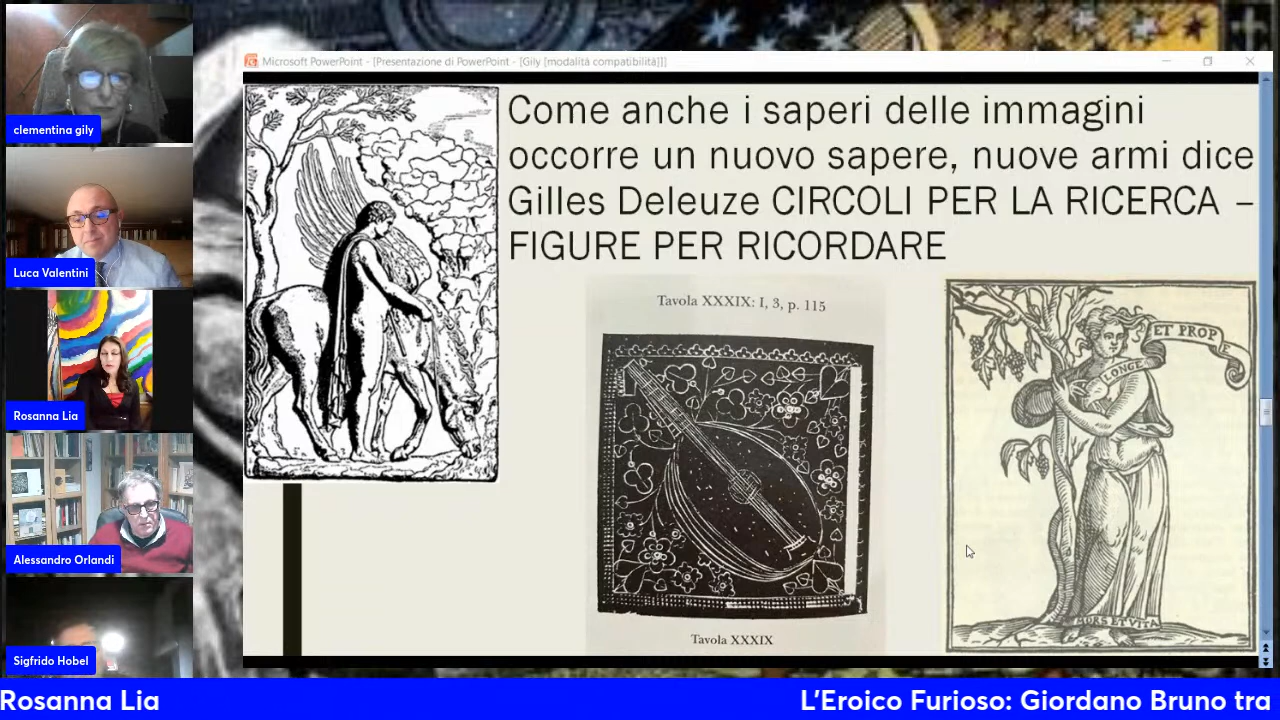 Microsoft PowerPoint - [Presentazione di PowerPoint - [Gily [modalità compatibilità]]]
Come anche i saperi delle immagini
occorre un nuovo sapere, nuove armi dice
Gilles Deleuze CIRCOLI PER LA RICERCA –
FIGURE PER RICORDARE
Tavola XXXIX: I, 3, p. 115
Tavola XXXIX
ET PROP E
LONGE
MORS ET VITA
clementina gily
Luca Valentini
Rosanna Lia
Alessandro Orlandi
Sigfrido Hobel
Rosanna Lia
L'Eroico Furioso: Giordano Bruno tra